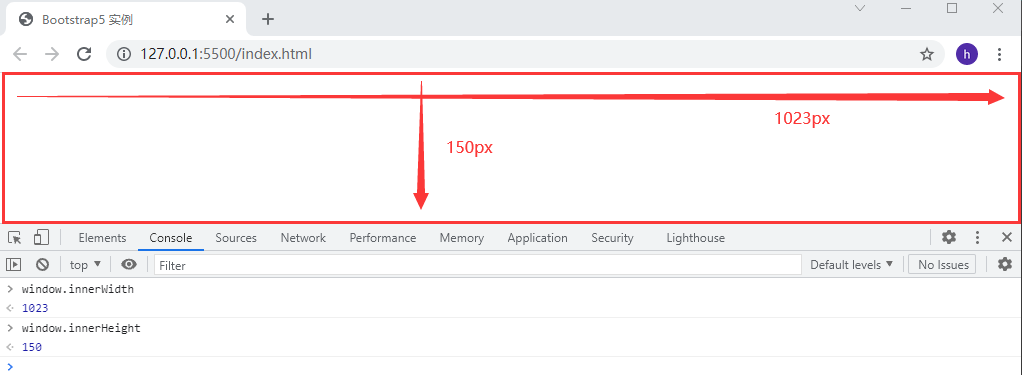 Bootstrap5 实例
127.0.0.1:5500/index.html
h
1023px
150px
Elements Console Sources Network Performance Memory Application Security Lighthouse
top Filter Default levels No Issues
window.innerWidth
1023
window.innerHeight
150